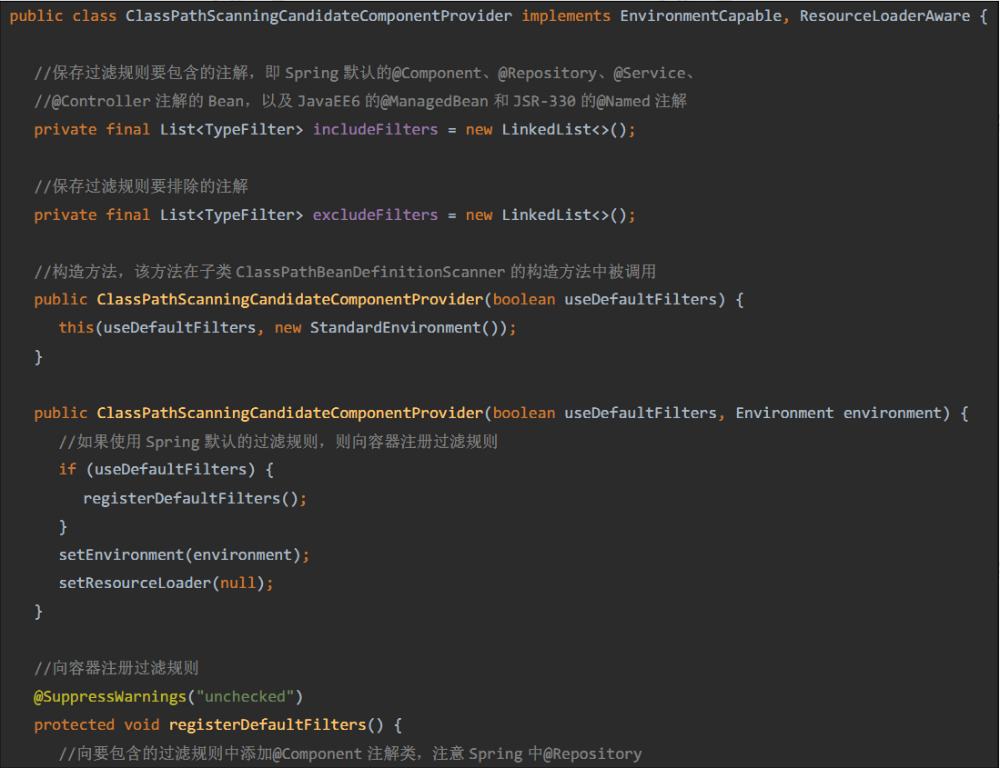 public class ClassPathScanningCandidateComponentProvider implements EnvironmentCapable, ResourceLoaderAware {
//保存过滤规则要包含的注解，即 Spring 默认的@Component、@Repository、@Service、
//@Controller 注解的 Bean，以及 JavaEE6 的@ManagedBean 和 JSR-330 的@Named 注解
private final List<TypeFilter> includeFilters = new LinkedList<>();
//保存过滤规则要排除的注解
private final List<TypeFilter> excludeFilters = new LinkedList<>();
//构造方法，该方法在子类 ClassPathBeanDefinitionScanner 的构造方法中被调用
public ClassPathScanningCandidateComponentProvider(boolean useDefaultFilters) {
this(useDefaultFilters, new StandardEnvironment());
}
public ClassPathScanningCandidateComponentProvider(boolean useDefaultFilters, Environment environment) {
//如果使用 Spring 默认的过滤规则，则向容器注册过滤规则
if (useDefaultFilters) {
registerDefaultFilters();
}
setEnvironment(environment);
setResourceLoader(null);
}
//向容器注册过滤规则
@SuppressWarnings("unchecked")
protected void registerDefaultFilters() {
//向要包含的过滤规则中添加@Component 注解类，注意 Spring 中@Repository